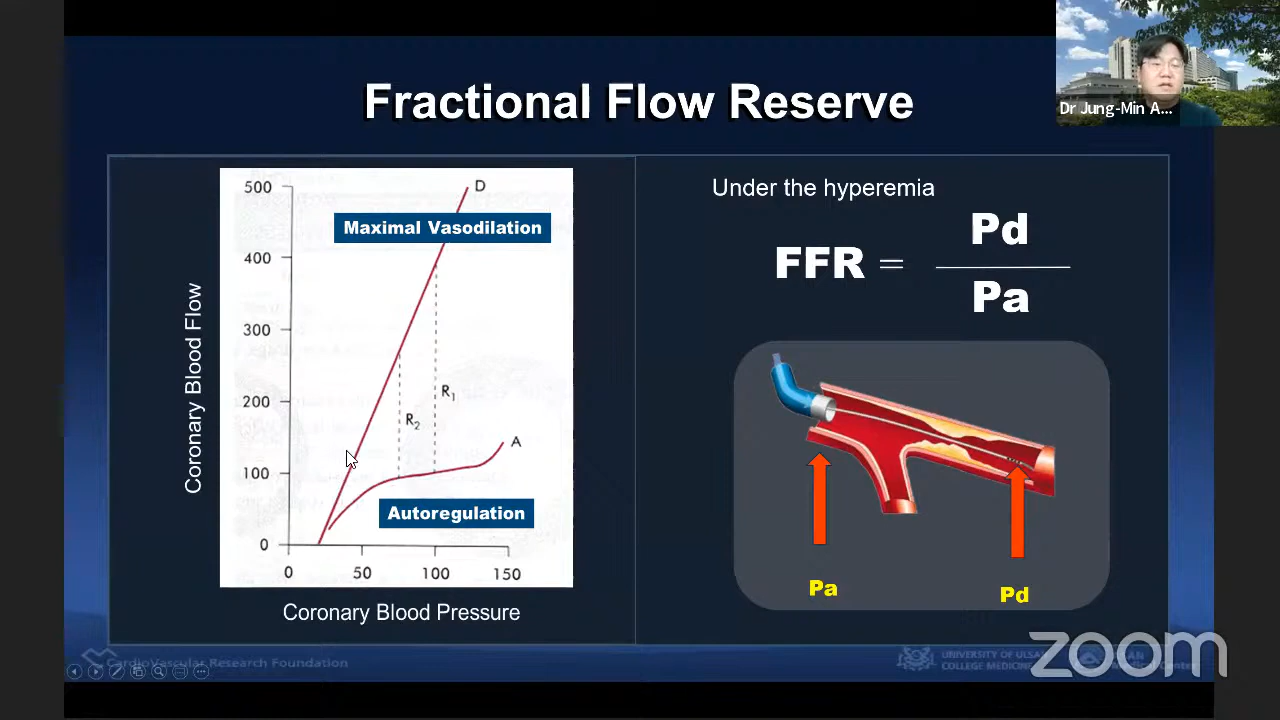 Fractional Flow Reserve
Dr Jung-Min A...
Coronary Blood Flow
500
400
300
200
100
0
D
Maximal Vasodilation
R1
R2
A
Autoregulation
0
50
100
150
Coronary Blood Pressure
Under the hyperemia
FFR = Pd
Pa
Pa
Pd
CardioVascular Research Foundation
UNIVERSITY OF ULSAN
COLLEGE MEDICINE
Medical Center
zoom